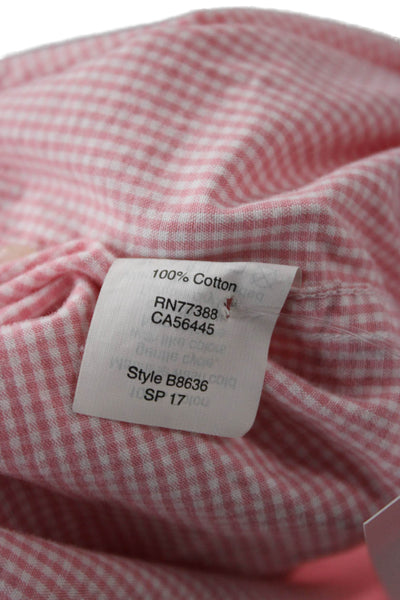 100% Cotton
RN77388
CA56445
Style B8636
SP 17